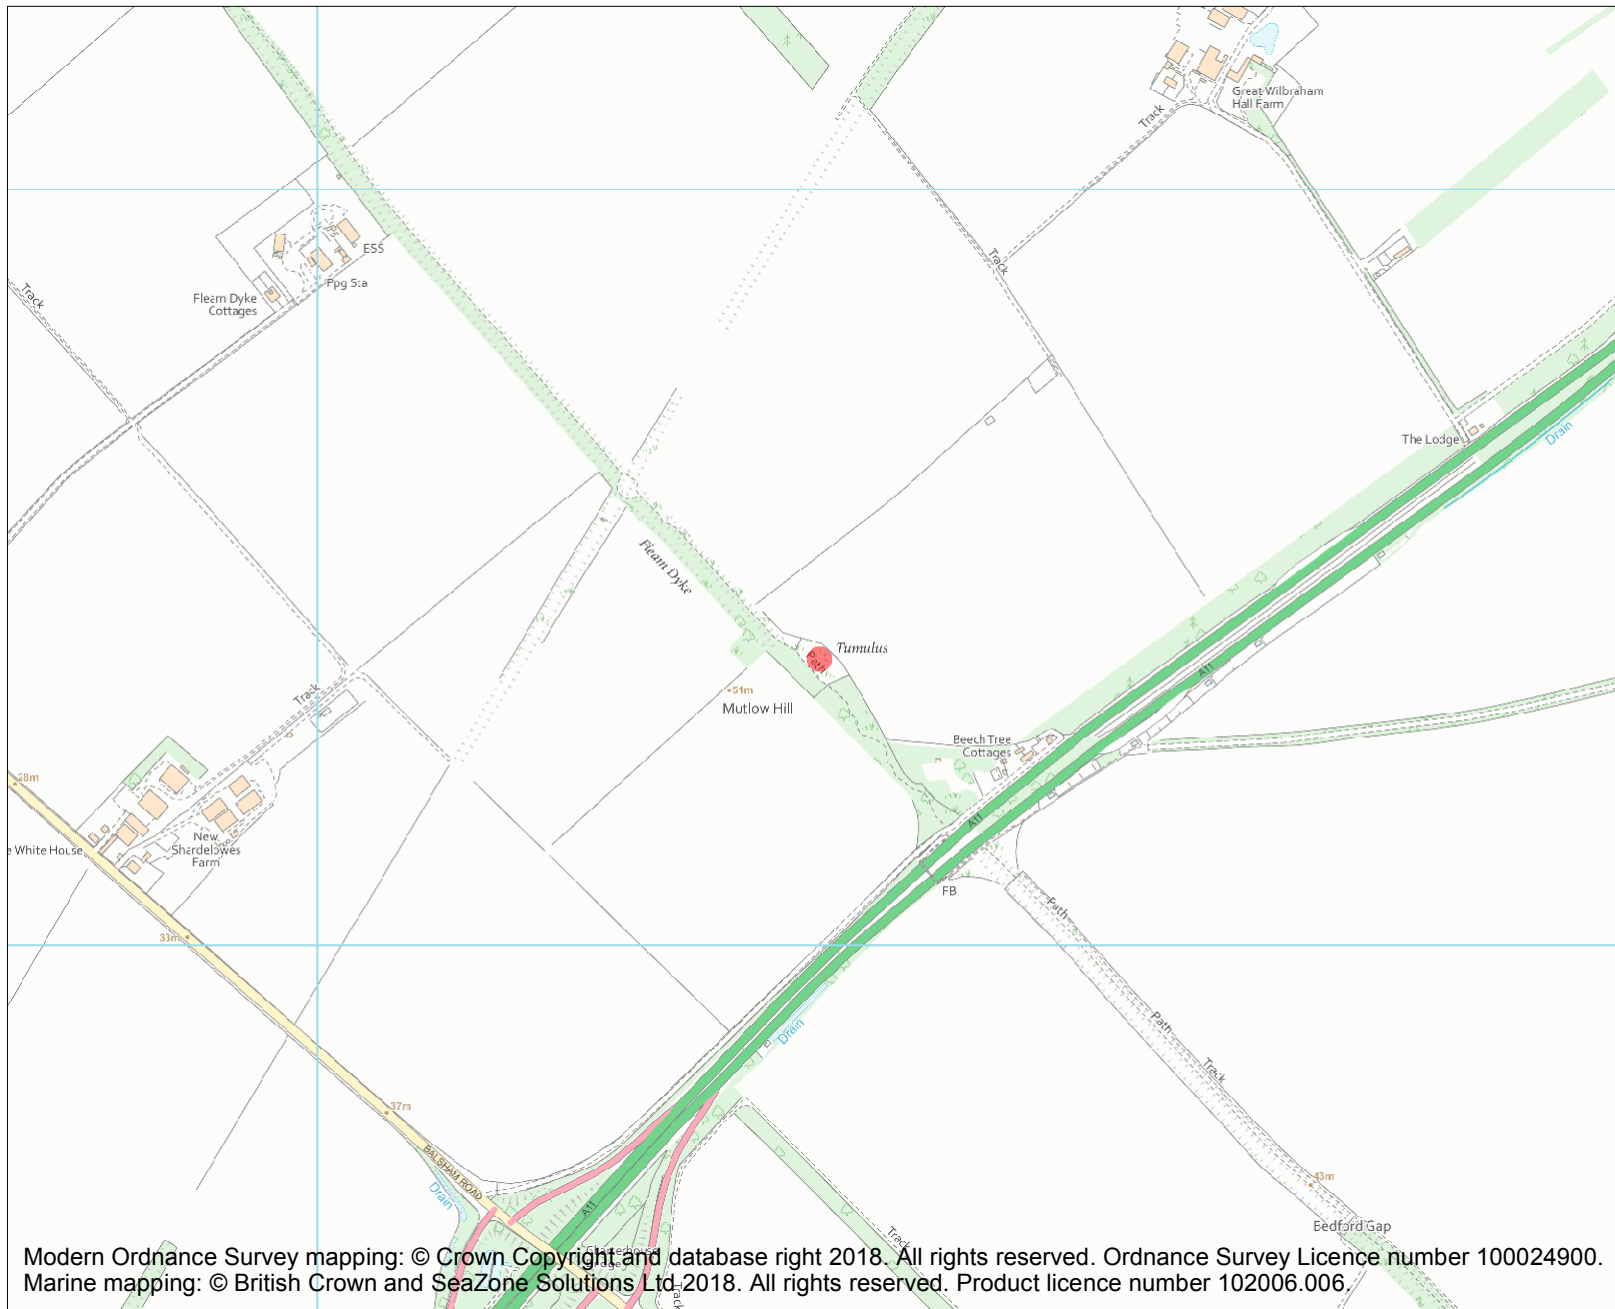 Great Wilbraham
Hall Farm
Track
ESS
Ppg Sta
Track
Track
Fleam Dyke
Cottages
The Lodge
Drain
Fleam Dyke
Tumulus
Path
A11
51m
Mutlow Hill
Track
Beech Tree
Cottages
28m
A11
New
Shardelowes
Farm
e White House
FB
Path
33m
Path
Drain
Track
37m
BALSHAM ROAD
43m
Drain
A11
Bedford Gap
Track
Charterhouse
Track
Modern Ordnance Survey mapping: © Crown Copyright and database right 2018. All rights reserved. Ordnance Survey Licence number 100024900.
Marine mapping: © British Crown and SeaZone Solutions Ltd 2018. All rights reserved. Product licence number 102006.006.